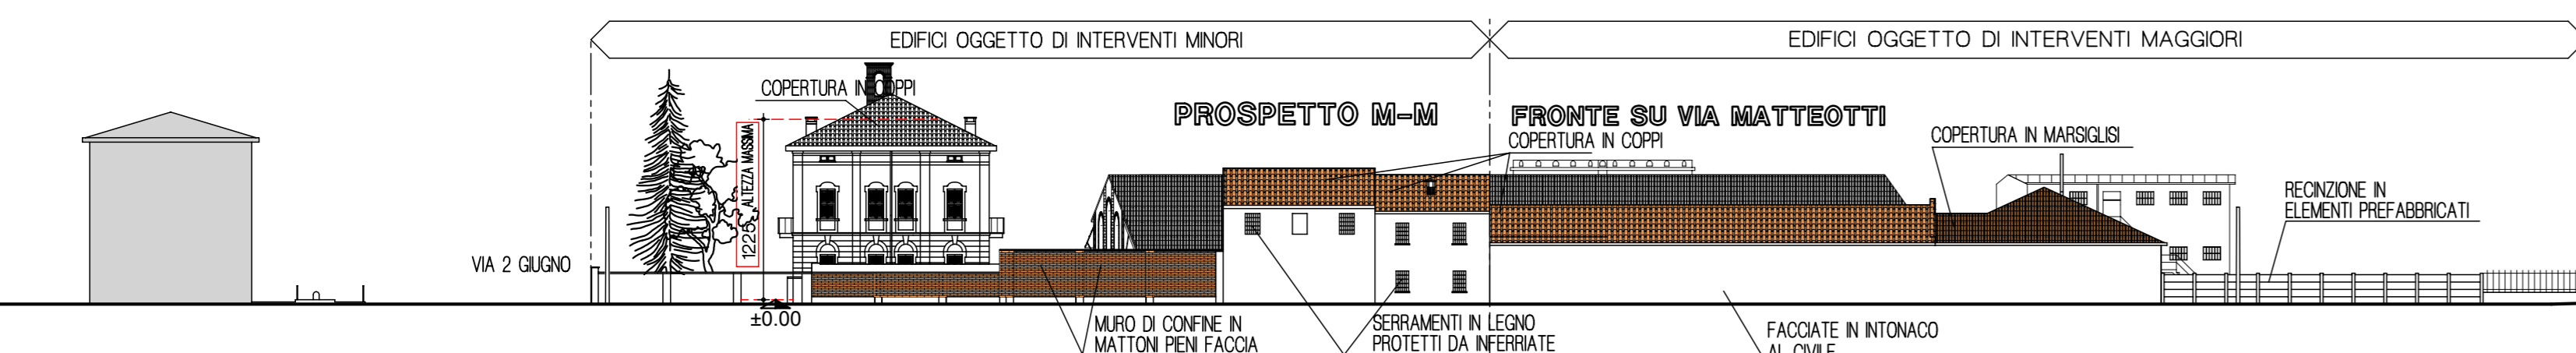 EDIFICI OGGETTO DI INTERVENTI MINORI
EDIFICI OGGETTO DI INTERVENTI MAGGIORI
COPERTURA IN COPPI
PROSPETTO M-M
FRONTE SU VIA MATTEOTTI
COPERTURA IN COPPI
COPERTURA IN MARSIGLISI
1225
ALTEZZA MASSIMA
RECINZIONE IN
ELEMENTI PREFABBRICATI
VIA 2 GIUGNO
±0.00
MURO DI CONFINE IN
MATTONI PIENI FACCIA
SERRAMENTI IN LEGNO
PROTETTI DA INFERRIATE
FACCIATE IN INTONACO
AL CIVILE